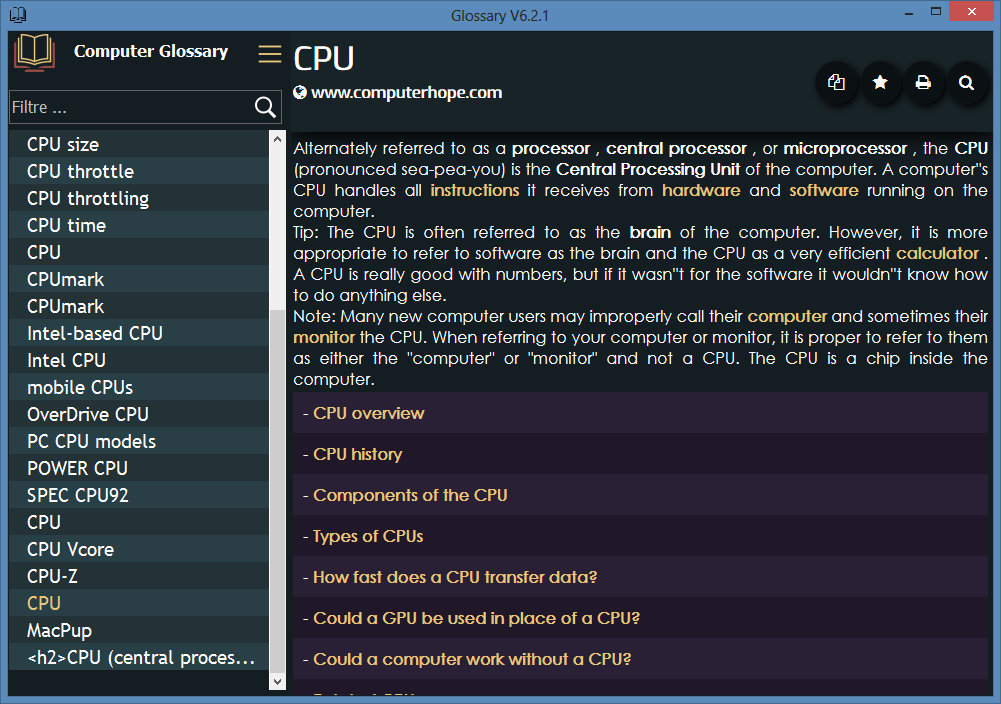 Glossary V6.2.1
Computer Glossary
Filtre ...
CPU size
CPU throttle
CPU throttling
CPU time
CPU
CPUmark
CPUmark
Intel-based CPU
Intel CPU
mobile CPUs
OverDrive CPU
PC CPU models
POWER CPU
SPEC CPU92
CPU
CPU Vcore
CPU-Z
CPU
MacPup
<h2>CPU (central proces...
CPU
www.computerhope.com
Alternately referred to as a processor , central processor , or microprocessor , the CPU
(pronounced sea-pea-you) is the Central Processing Unit of the computer. A computer"s
CPU handles all instructions it receives from hardware and software running on the
computer.
Tip: The CPU is often referred to as the brain of the computer. However, it is more
appropriate to refer to software as the brain and the CPU as a very efficient calculator .
A CPU is really good with numbers, but if it wasn"t for the software it wouldn"t know how
to do anything else.
Note: Many new computer users may improperly call their computer and sometimes their
monitor the CPU. When referring to your computer or monitor, it is proper to refer to them
as either the "computer" or "monitor" and not a CPU. The CPU is a chip inside the
computer.
- CPU overview
- CPU history
- Components of the CPU
- Types of CPUs
- How fast does a CPU transfer data?
- Could a GPU be used in place of a CPU?
- Could a computer work without a CPU?